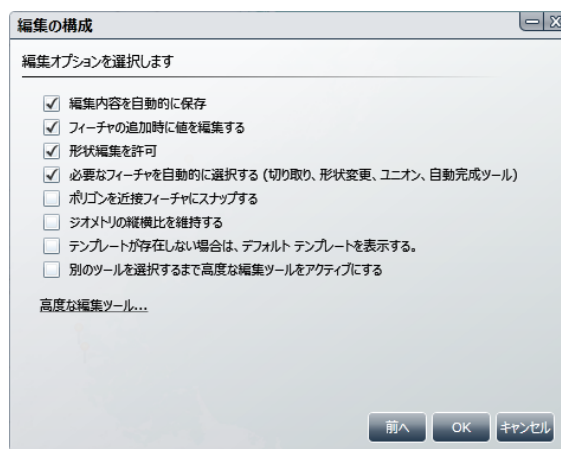 編集の構成
編集オプションを選択します
編集内容を自動的に保存
フィーチャの追加時に値を編集する
形状編集を許可
必要なフィーチャを自動的に選択する (切り取り、形状変更、ユニオン、自動完成ツール)
ポリゴンを近接フィーチャにスナップする
ジオメトリの縦横比を維持する
テンプレートが存在しない場合は、デフォルト テンプレートを表示する。
別のツールを選択するまで高度な編集ツールをアクティブにする
高度な編集ツール...
前へ OK キャンセル